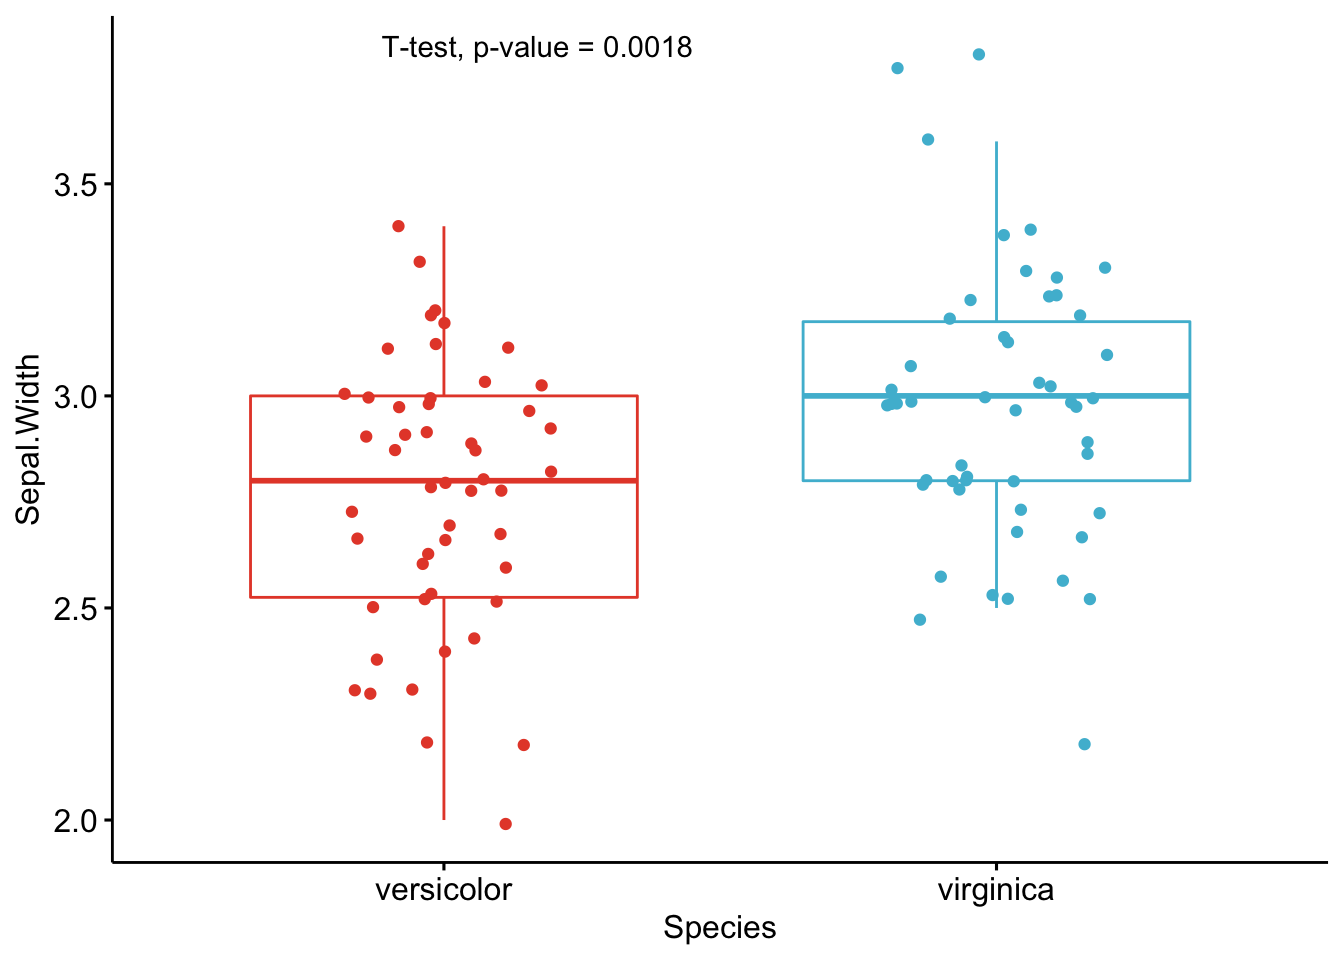 T-test, p-value = 0.0018
Sepal.Width
3.5
3.0
2.5
2.0
versicolor
virginica
Species